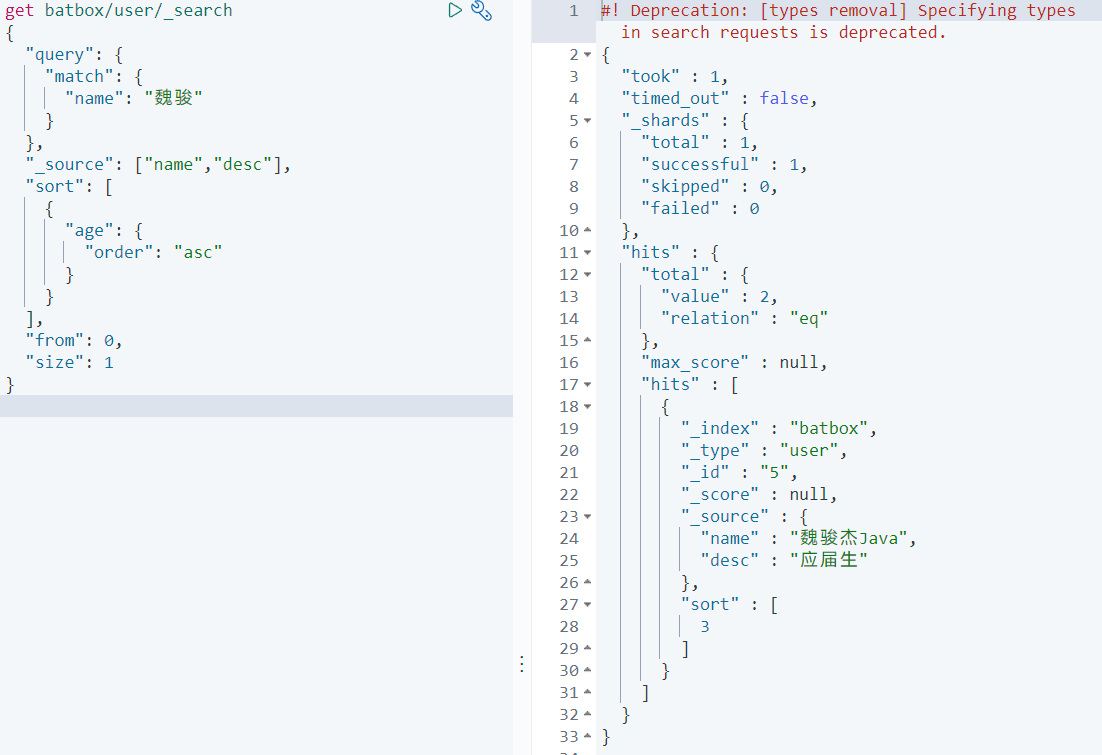 get batbox/user/_search
{
  "query": {
    "match": {
      "name": "魏骏"
    }
  },
  "_source": ["name","desc"],
  "sort": [
    {
      "age": {
        "order": "asc"
      }
    }
  ],
  "from": 0,
  "size": 1
}
1 #! Deprecation: [types removal] Specifying types
in search requests is deprecated.
2 {
3   "took" : 1,
4   "timed_out" : false,
5   "_shards" : {
6     "total" : 1,
7     "successful" : 1,
8     "skipped" : 0,
9     "failed" : 0
10   },
11   "hits" : {
12     "total" : {
13       "value" : 2,
14       "relation" : "eq"
15     },
16     "max_score" : null,
17     "hits" : [
18       {
19         "_index" : "batbox",
20         "_type" : "user",
21         "_id" : "5",
22         "_score" : null,
23         "_source" : {
24           "name" : "魏骏杰Java",
25           "desc" : "应届生"
26         },
27         "sort" : [
28           3
29         ]
30       }
31     ]
32   }
33 }